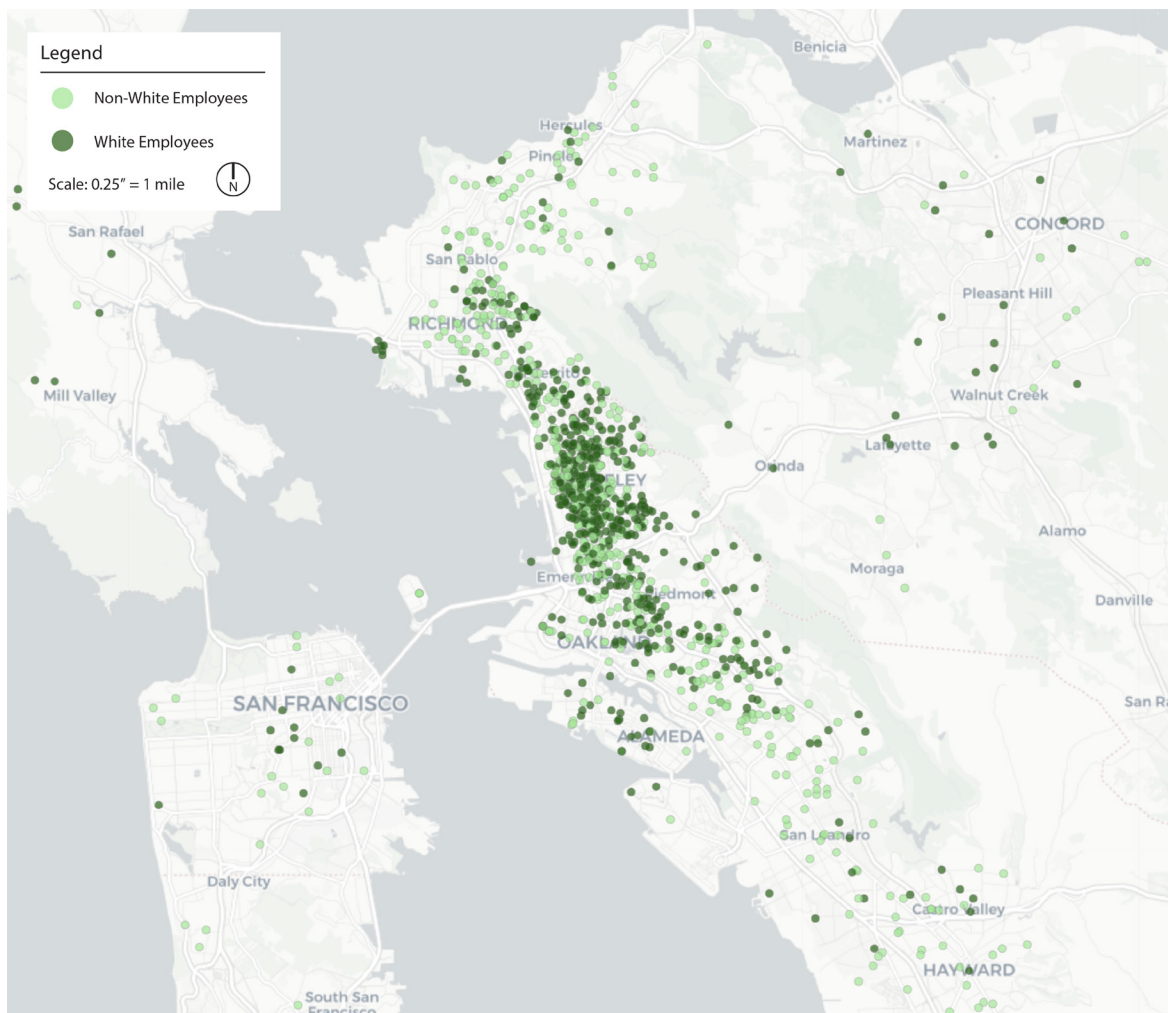 Legend
Non-White Employees
White Employees
Scale: 0.25” = 1 mile
N
Benicia
Hercules
Martinez
Pinole
CONCORD
San Rafael
San Pablo
Pleasant Hill
RICHMOND
Mill Valley
Walnut Creek
Lafayette
Orinda
Alamo
Moraga
Piedmont
Danville
OAKLAND
SAN FRANCISCO
San Ra
ALAMEDA
San Leandro
Daly City
Castro Valley
HAYWARD
South San
Francisco